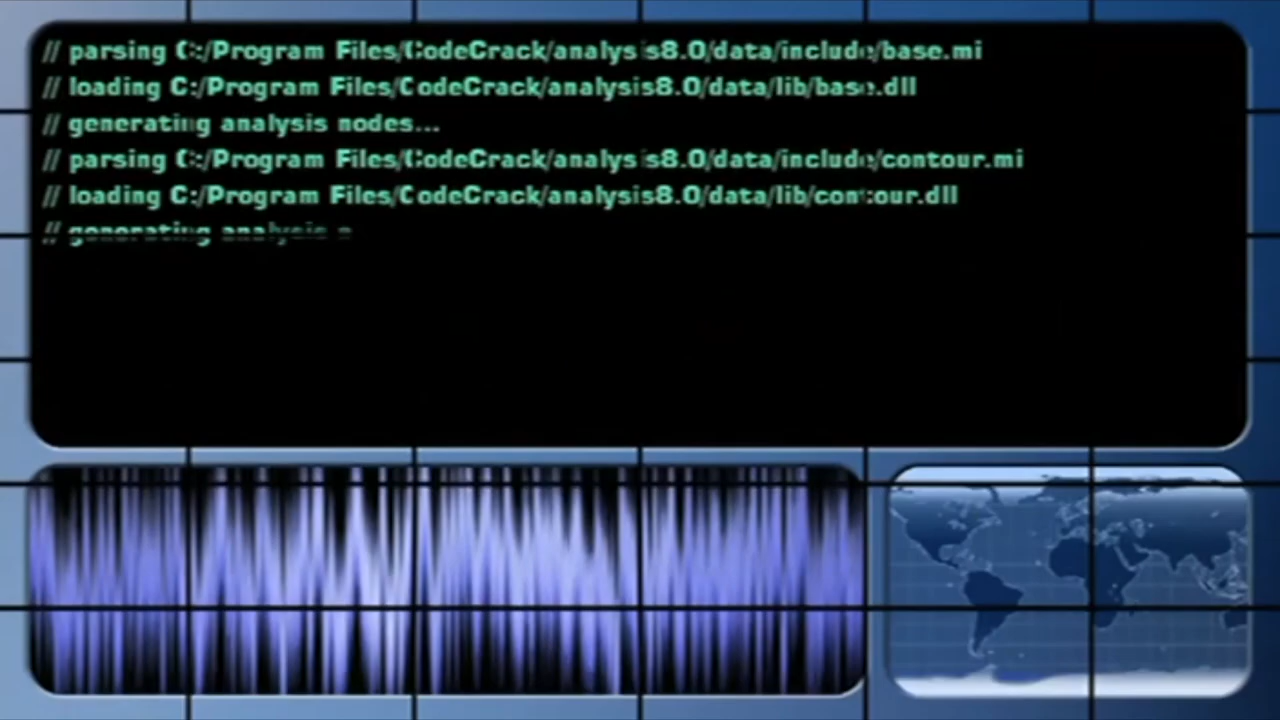 // parsing C:/Program Files/CodeCrack/analysis8.0/data/include/base.mi
// loading C:/Program Files/CodeCrack/analysis8.0/data/lib/base.dll
// generating analysis nodes...
// parsing C:/Program Files/CodeCrack/analysis8.0/data/include/contour.mi
// loading C:/Program Files/CodeCrack/analysis8.0/data/lib/contour.dll
// generating analysis